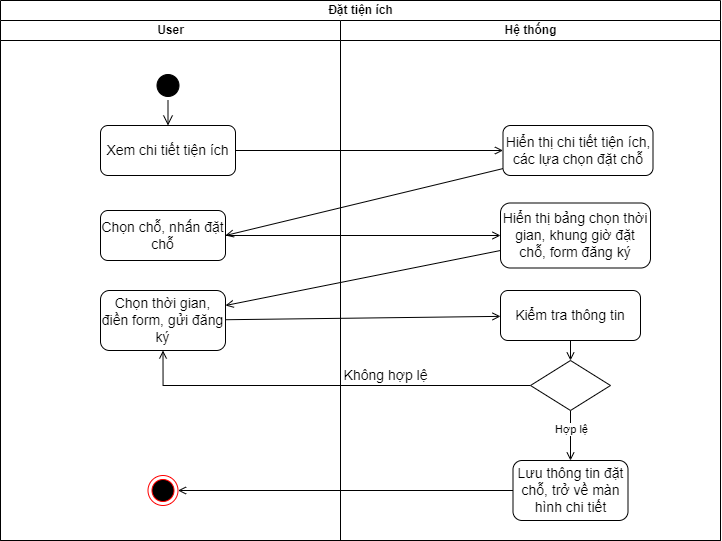 Đặt tiện ích
User
Hệ thống
Xem chi tiết tiện ích
Hiển thị chi tiết tiện ích,
các lựa chọn đặt chỗ
Chọn chỗ, nhấn đặt
chỗ
Hiển thị bảng chọn thời
gian, khung giờ đặt
chỗ, form đăng ký
Chọn thời gian,
điền form, gửi đăng
ký
Kiểm tra thông tin
Không hợp lệ
Hợp lệ
Lưu thông tin đặt
chỗ, trở về màn
hình chi tiết